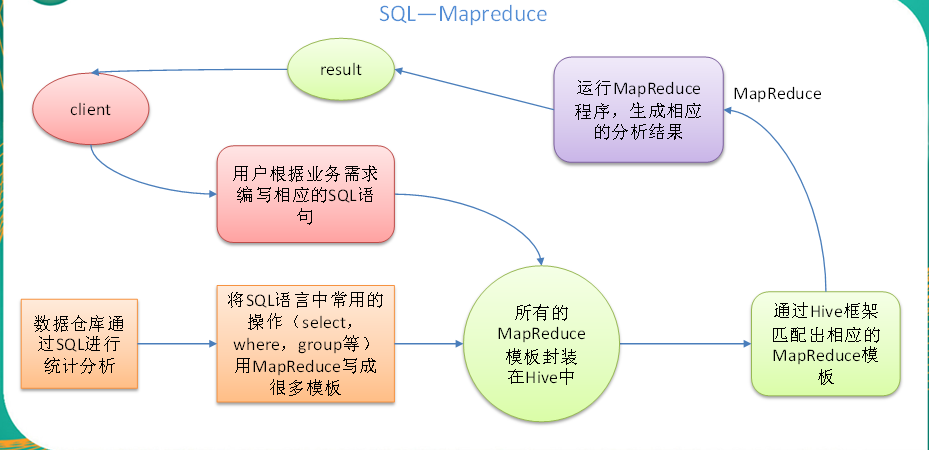 SQL—Mapreduce
result
client
运行MapReduce
程序，生成相应
的分析结果
MapReduce
用户根据业务需求
编写相应的SQL语
句
数据仓库通
过SQL进行
统计分析
将SQL语言中常用的
操作（select，
where，group等）
用MapReduce写成
很多模板
所有的
MapReduce
模板封装
在Hive中
通过Hive框架
匹配出相应的
MapReduce模
板